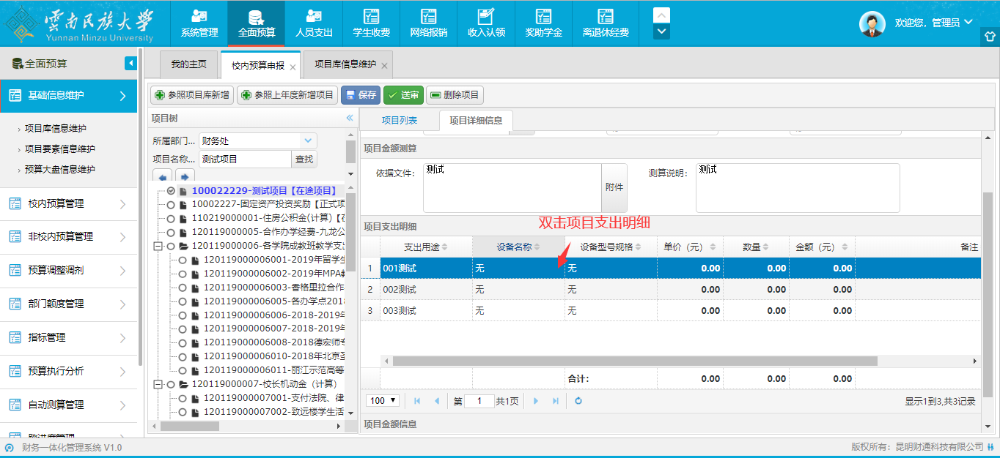 雲南民族大学
Yunnan Minzu University
系统管理 全面预算 人员支出 学生收费 网络报销 收入认领 奖助学金 离退休经费
欢迎您，管理员
全面预算
我的主页 校内预算申报 × 项目库信息维护 ×
基础信息维护
项目库信息维护
项目要素信息维护
预算大盘信息维护
校内预算管理
非校内预算管理
预算调整调剂
部门额度管理
指标管理
预算执行分析
自动测算管理
参照项目库新增 参照上年度新增项目 保存 送审 删除项目
项目树
所属部门... 财务处
项目名称... 测试项目 查找
100022229-测试项目【在途项目】
10002227-固定资产投资奖励【正式项
110219000001-住房公积金(计算)【在
120119000005-合作办学经费-九龙公
120119000006-各学院成教班教学支出
120119000006001-2019年留学生
120119000006002-2019年MPA教
120119000006003-香格里拉合作
120119000006005-各办学点2018
120119000006006-2018-2019年
120119000006007-2018-2019年
120119000006008-2018德宏师专
120119000006010-2018年北京圣
120119000006011-丽江示范高等
120119000007-校长机动金（计算）
120119000007001-支付法院、律
120119000007002-致远楼学生活
项目列表 项目详细信息
项目金额测算
依据文件： 测试 附件 测算说明： 测试
项目支出明细
双击项目支出明细
支出用途 设备名称 设备型号规格 单价（元） 数量 金额（元） 备注
1 001测试 无 无 0.00 0.00 0.00
2 002测试 无 无 0.00 0.00 0.00
3 003测试 无 无 0.00 0.00 0.00
合计： 0.00 0.00 0.00
100 第 1 共1页 显示1到3,共3记录
项目金额信息
财务一体化管理系统 V1.0
版权所有：昆明财通科技有限公司